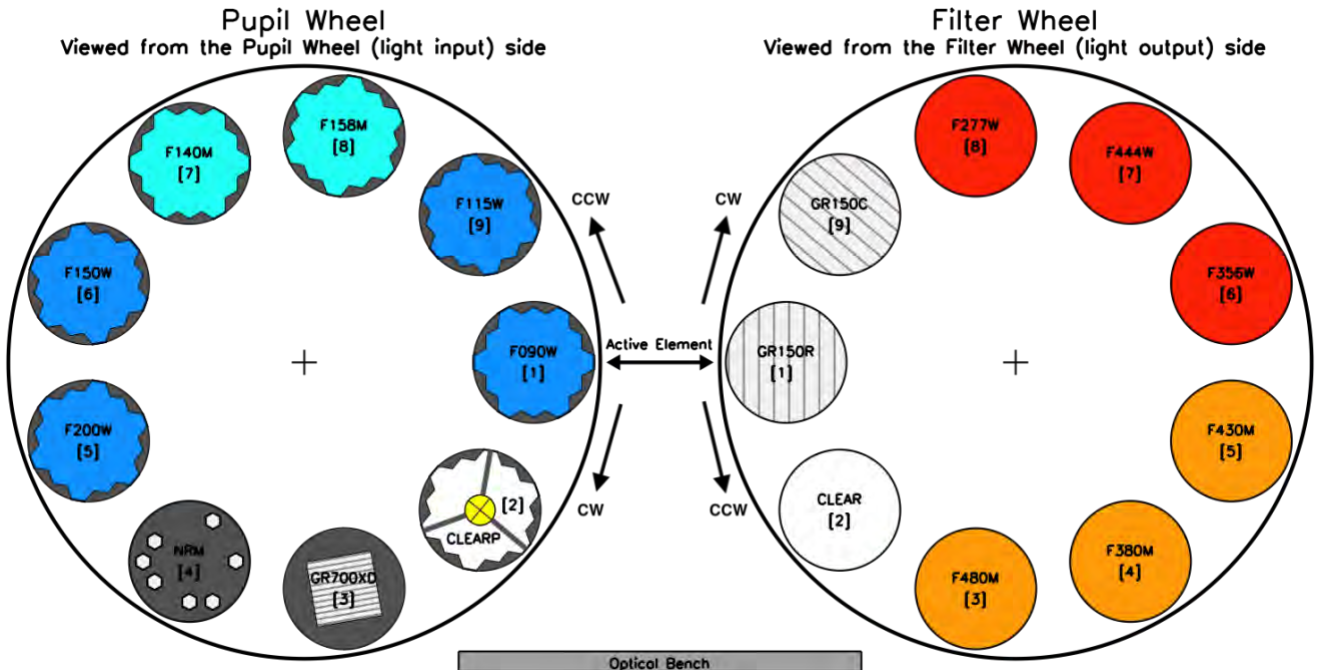 Pupil Wheel
Viewed from the Pupil Wheel (light input) side
Filter Wheel
Viewed from the Filter Wheel (light output) side
F158M
[8]
F140M
[7]
F115W
[9]
F150W
[6]
F090W
[1]
F200W
[5]
[2]
CLEARP
NRM
[4]
GR700XD
[3]
CCW
CW
Active Element
CW
CCW
F277W
[8]
F444W
[7]
GR150C
[9]
F356W
[6]
GR150R
[1]
F430M
[5]
CLEAR
[2]
F380M
[4]
F480M
[3]
Optical Bench